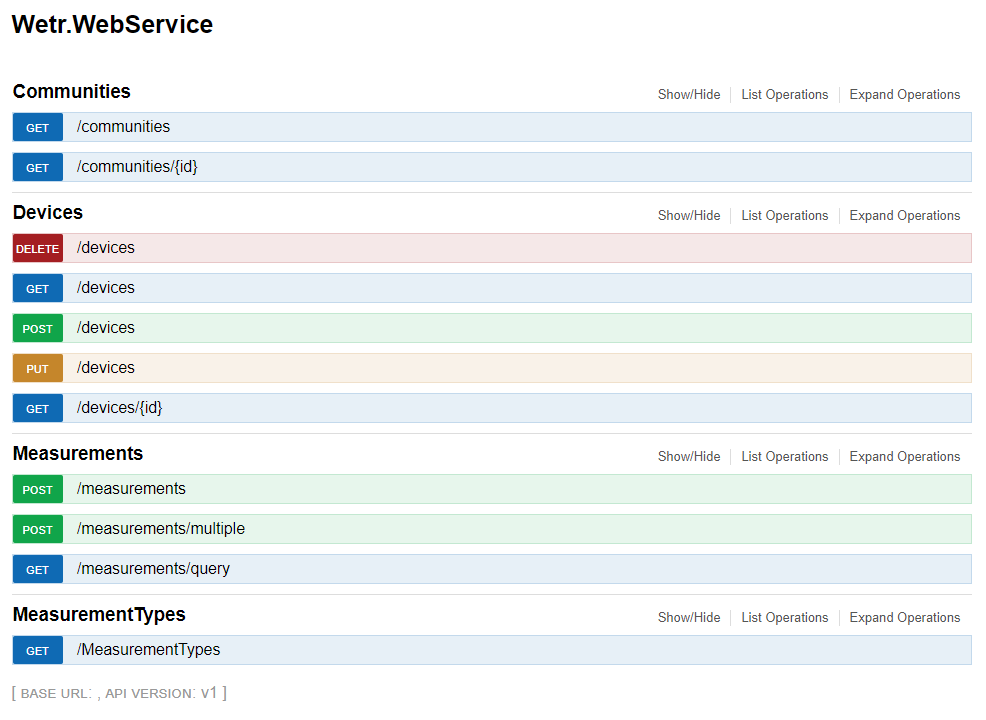 Wetr.WebService
Communities Show/Hide List Operations Expand Operations
GET /communities
GET /communities/{id}
Devices Show/Hide List Operations Expand Operations
DELETE /devices
GET /devices
POST /devices
PUT /devices
GET /devices/{id}
Measurements Show/Hide List Operations Expand Operations
POST /measurements
POST /measurements/multiple
GET /measurements/query
MeasurementTypes Show/Hide List Operations Expand Operations
GET /MeasurementTypes
[ BASE URL: , API VERSION: v1 ]